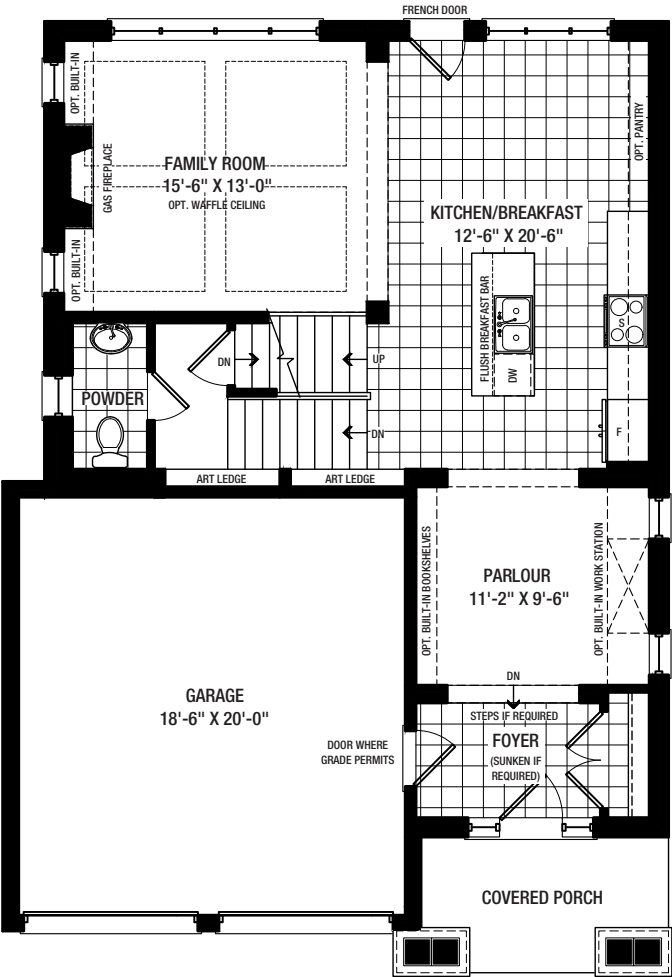 FRENCH DOOR
OPT. BUILT-IN
OPT. PANTRY
GAS FIREPLACE
FAMILY ROOM
15'-6" X 13'-0"
OPT. WAFFLE CEILING
KITCHEN/BREAKFAST
12'-6" X 20'-6"
OPT. BUILT-IN
FLUSH BREAKFAST BAR
S
DN
UP
DW
POWDER
DN
F
ART LEDGE
ART LEDGE
OPT. BUILT-IN BOOKSHELVES
OPT. BUILT-IN WORK STATION
PARLOUR
11'-2" X 9'-6"
DN
GARAGE
18'-6" X 20'-0"
STEPS IF REQUIRED
DOOR WHERE
GRADE PERMITS
FOYER
(SUNKEN IF
REQUIRED)
COVERED PORCH